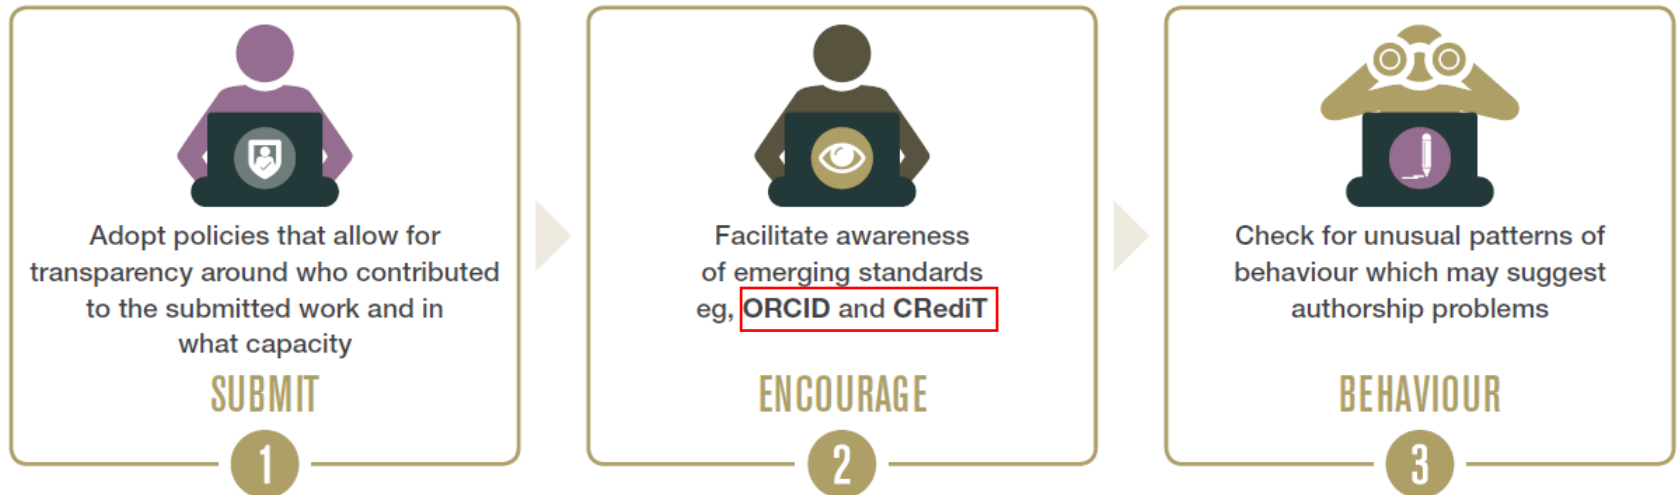 Adopt policies that allow for
transparency around who contributed
to the submitted work and in
what capacity
SUBMIT
1
Facilitate awareness
of emerging standards
eg, ORCID and CRediT
ENCOURAGE
2
Check for unusual patterns of
behaviour which may suggest
authorship problems
BEHAVIOUR
3